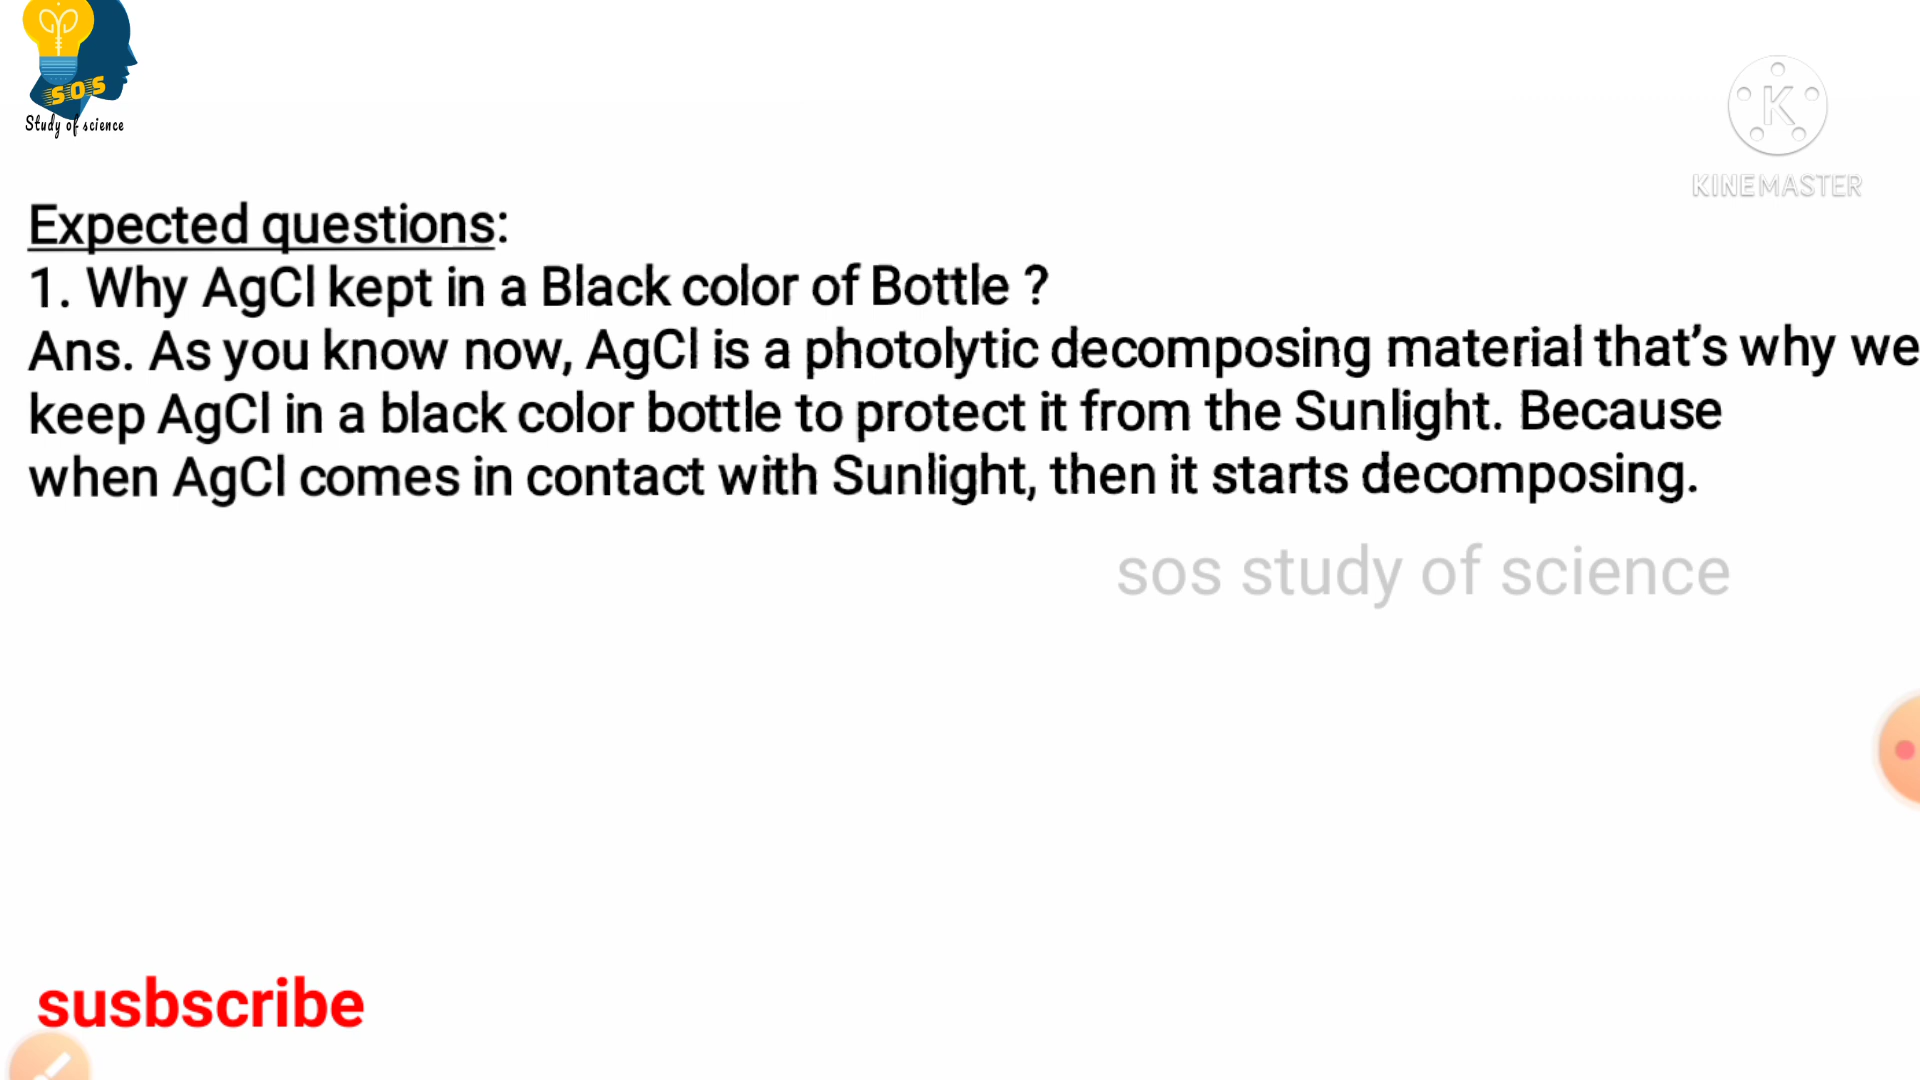 SOS
Study of science
K
KINEMASTER
Expected questions:
1. Why AgCl kept in a Black color of Bottle ?
Ans. As you know now, AgCl is a photolytic decomposing material that’s why we
keep AgCl in a black color bottle to protect it from the Sunlight. Because
when AgCl comes in contact with Sunlight, then it starts decomposing.
sos study of science
susbscribe